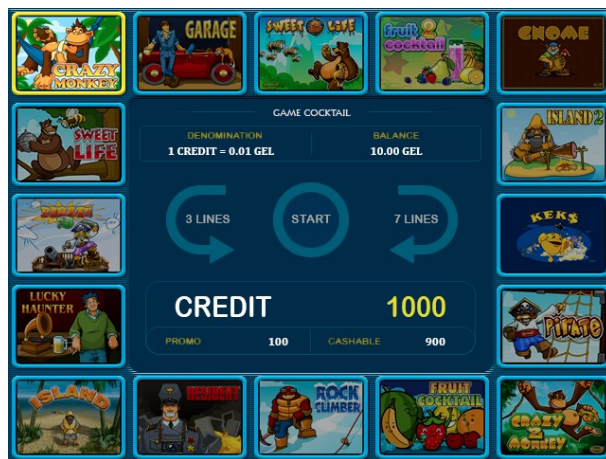 CRAZY
MONKEY
GARAGE
SWEET LIFE
fruit 2
cocktail
GNOME
SWEET
LIFE
GAME COCKTAIL
DENOMINATION
BALANCE
1 CREDIT = 0.01 GEL
10.00 GEL
ISLAND 2
3 LINES
START
7 LINES
KEK$
LUCKY
HAUNTER
CREDIT
1000
PROMO
100
CASHABLE
900
PIRATE
ISLAND
RESIDENT
ROCK
CLIMBER
FRUIT
COCKTAIL
CRAZY
2
MONKEY